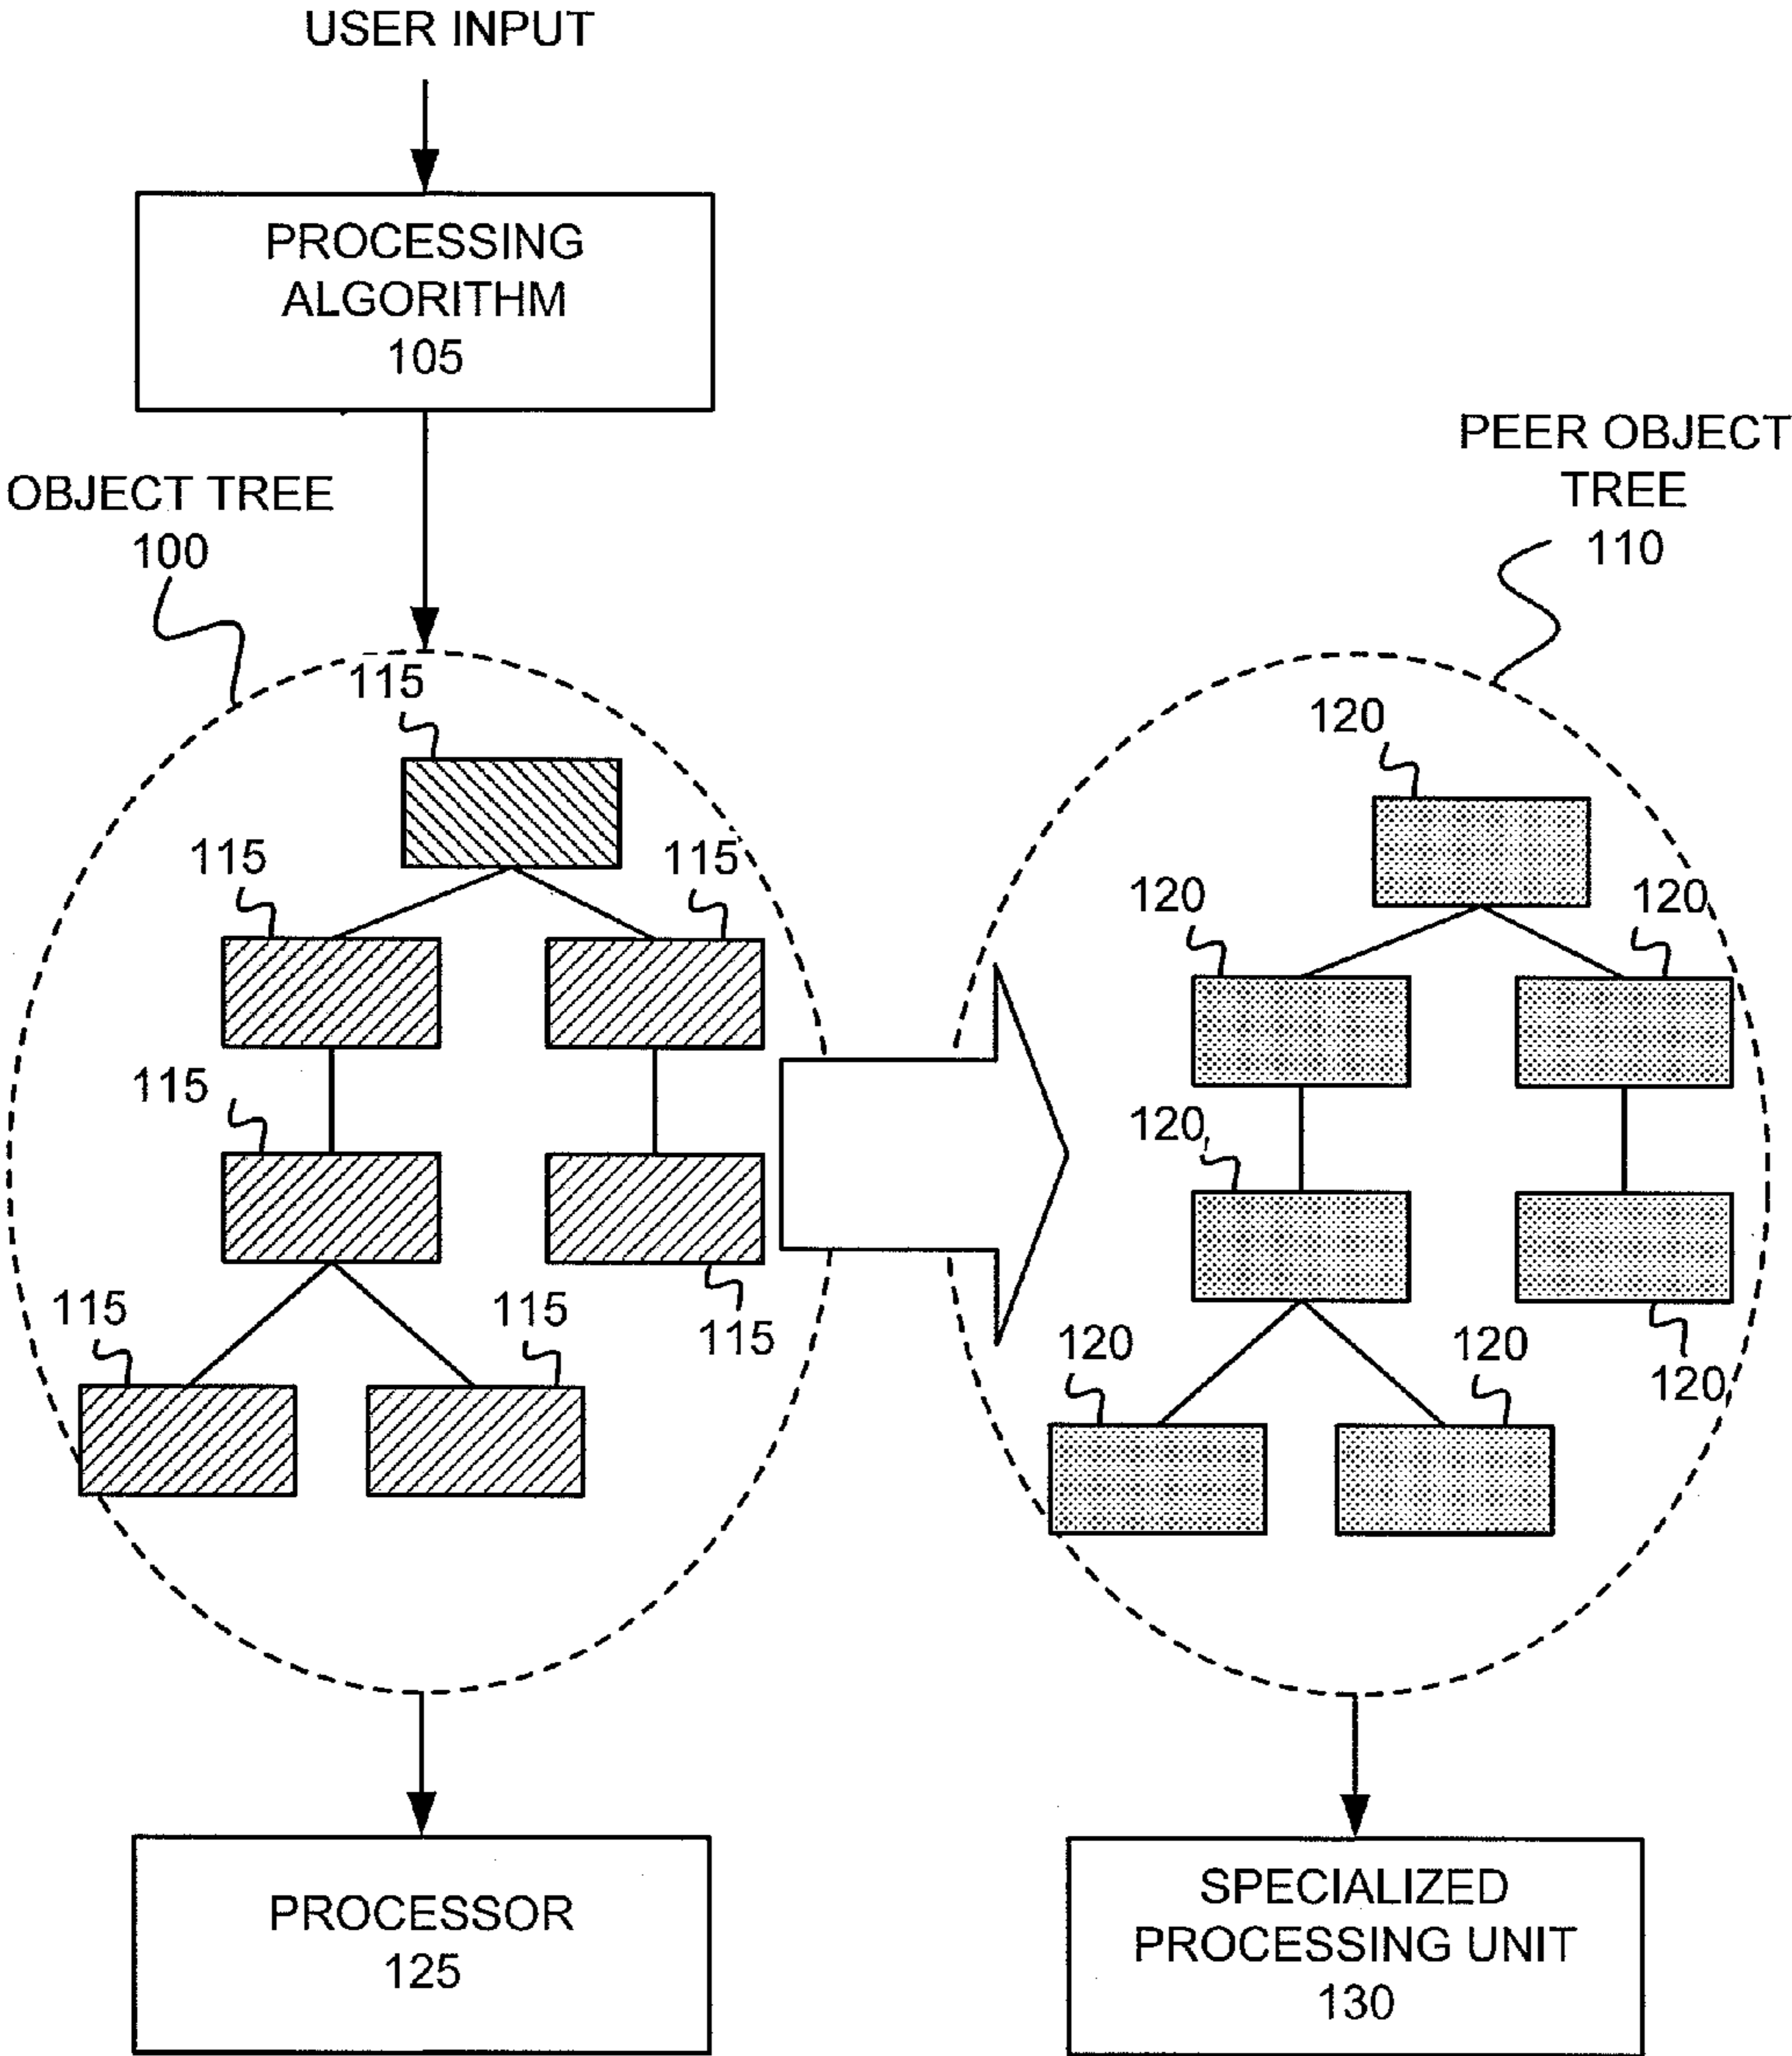 USER INPUT
PROCESSING
ALGORITHM
105
OBJECT TREE
100
PEER OBJECT
TREE
110
115
115
115
115
115
115
115
120
120
120
120
120
120
120
PROCESSOR
125
SPECIALIZED
PROCESSING UNIT
130